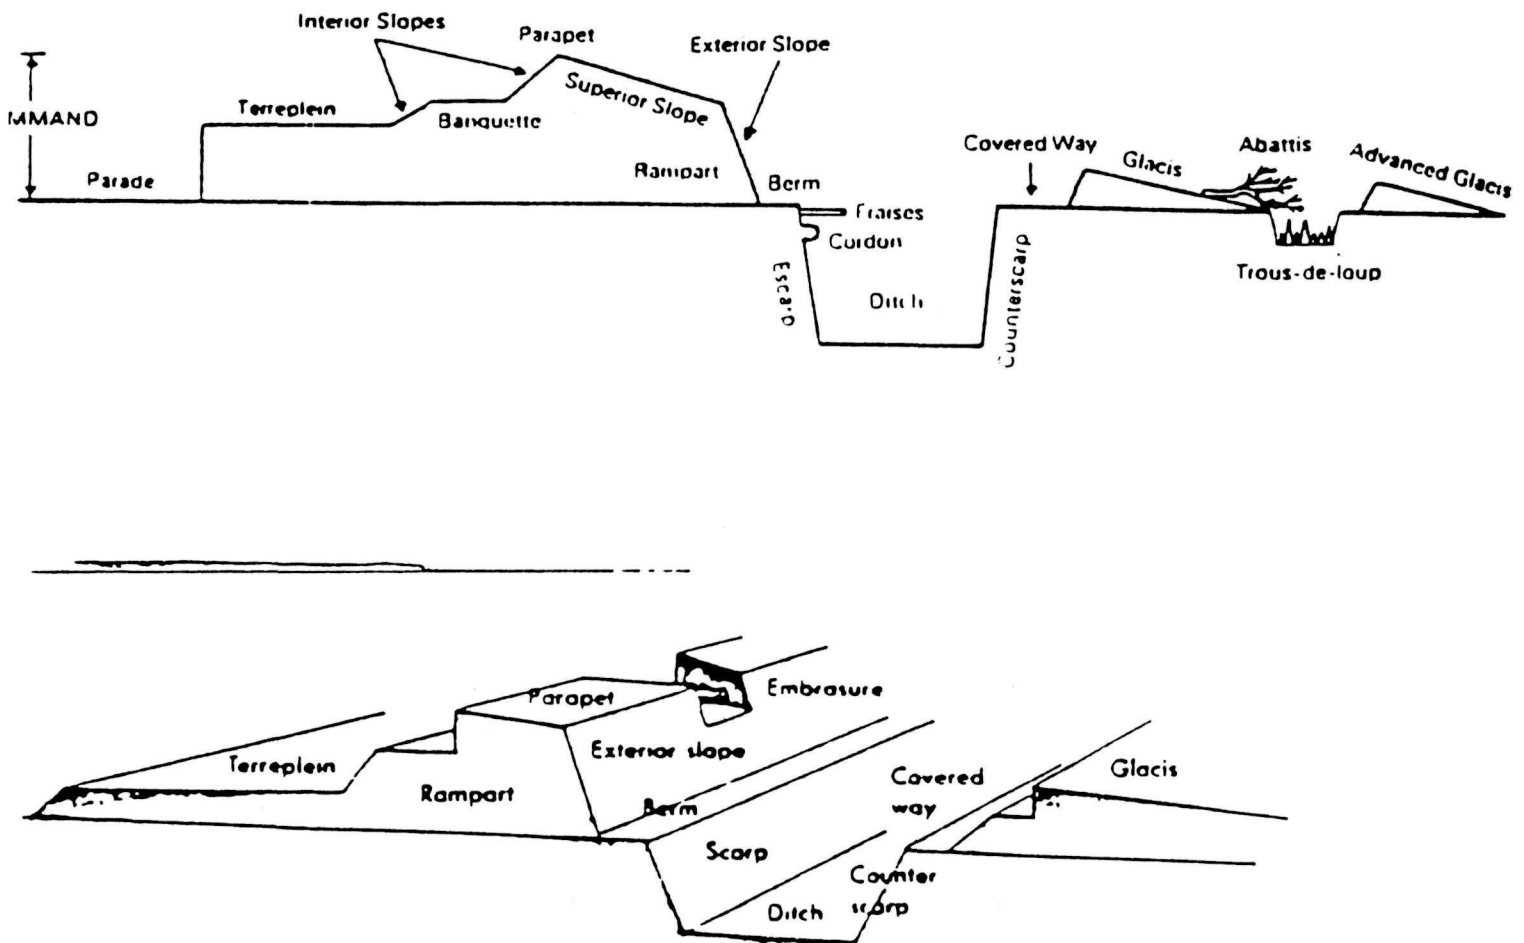 Interior Slopes
Parapet
Exterior Slope
MMAND
Terreplein
Banquette
Superior Slope
Rampart
Parade
Berm
Fraises
Cordon
Escarp
Ditch
Counterscarp
Covered Way
Glacis
Abattis
Advanced Glacis
Trous-de-loup
Parapet
Embrasure
Terreplein
Exterior slope
Rampart
Berm
Covered
way
Glacis
Scarp
Counter
scarp
Ditch